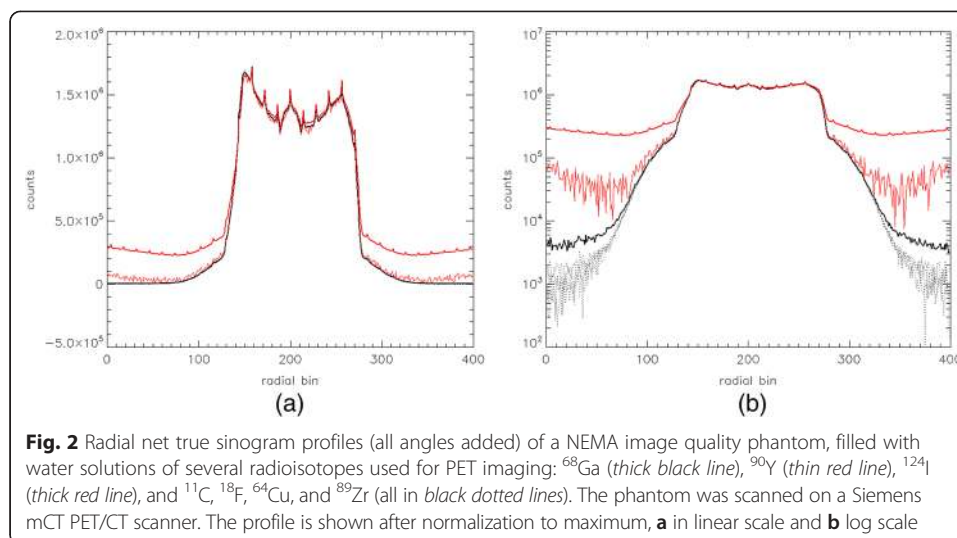 2.0×10⁶
1.5×10⁶
1.0×10⁶
5.0×10⁵
0
−5.0×10⁵
counts
0 100 200 300 400
radial bin
(a)
10⁷
10⁶
10⁵
10⁴
10³
10²
counts
0 100 200 300 400
radial bin
(b)
Fig. 2 Radial net true sinogram profiles (all angles added) of a NEMA image quality phantom, filled with
water solutions of several radioisotopes used for PET imaging: ⁶⁸Ga (thick black line), ⁹⁰Y (thin red line), ¹²⁴I
(thick red line), and ¹¹C, ¹⁸F, ⁶⁴Cu, and ⁸⁹Zr (all in black dotted lines). The phantom was scanned on a Siemens
mCT PET/CT scanner. The profile is shown after normalization to maximum, a in linear scale and b log scale